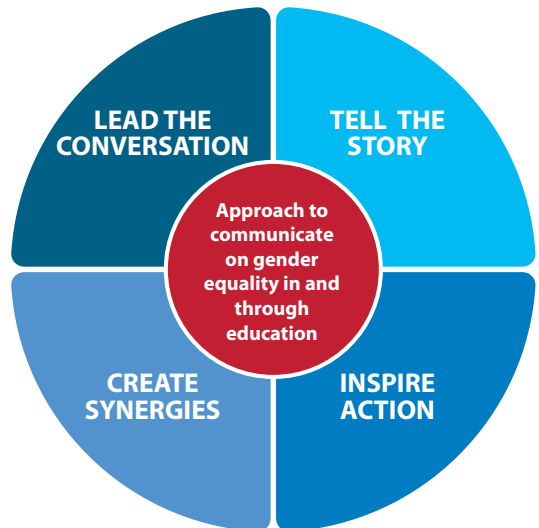 LEAD THE
CONVERSATION
TELL THE
STORY
Approach to
communicate
on gender
equality in and
through
education
CREATE
SYNERGIES
INSPIRE
ACTION